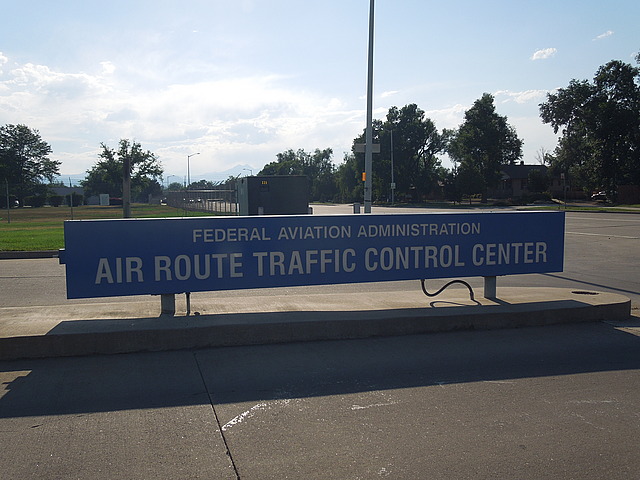 FEDERAL AVIATION ADMINISTRATION
AIR ROUTE TRAFFIC CONTROL CENTER